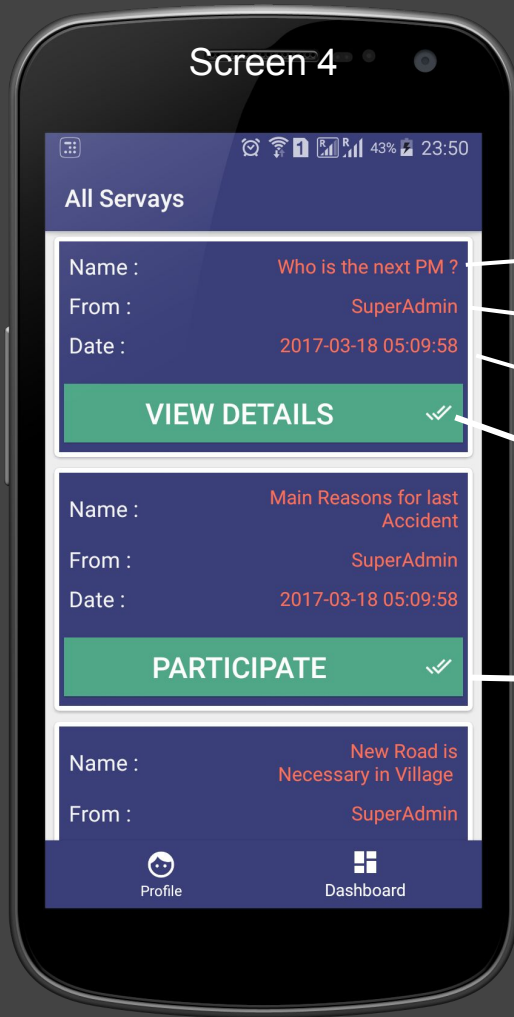 Screen 4
1 R R 43% 23:50
All Servays
Name : Who is the next PM ?
From : SuperAdmin
Date : 2017-03-18 05:09:58
VIEW DETAILS
Name : Main Reasons for last
Accident
From : SuperAdmin
Date : 2017-03-18 05:09:58
PARTICIPATE
Name : New Road is
Necessary in Village
From : SuperAdmin
Profile Dashboard